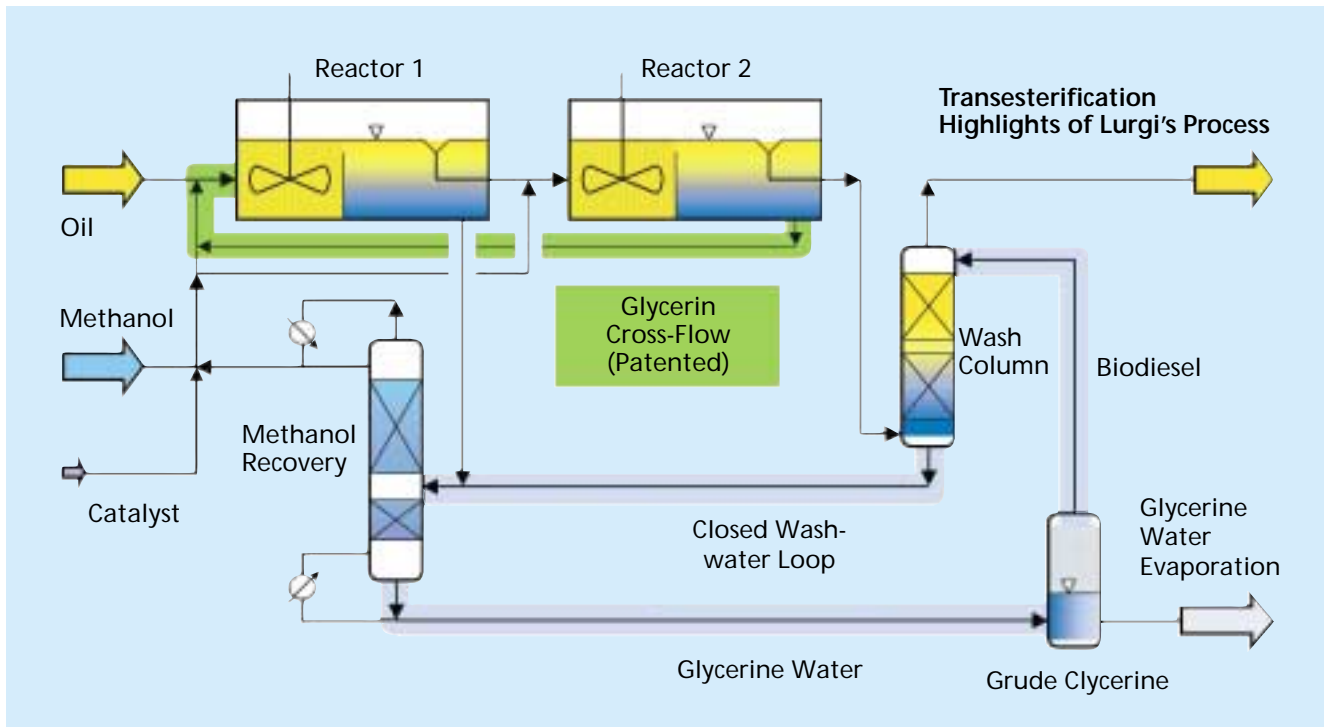 Reactor 1
Reactor 2
Transesterification
Highlights of Lurgi's Process
Oil
Methanol
Glycerin
Cross-Flow
(Patented)
Wash
Column
Biodiesel
Methanol
Recovery
Catalyst
Closed Wash-
water Loop
Glycerine
Water
Evaporation
Glycerine Water
Grude Clycerine